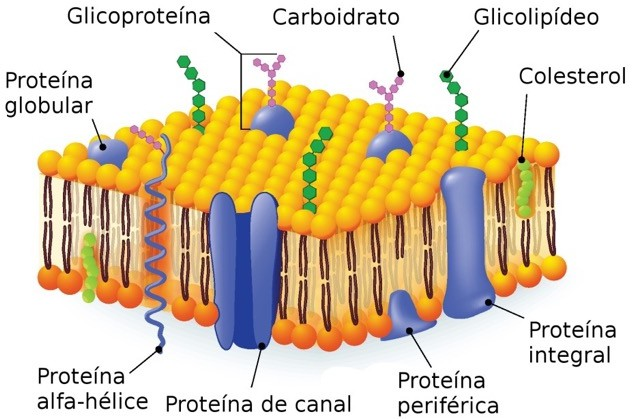 Glicoproteína
Carboidrato
Glicolipídeo
Proteína
globular
Colesterol
Proteína
integral
Proteína
alfa-hélice
Proteína de canal
Proteína
periférica